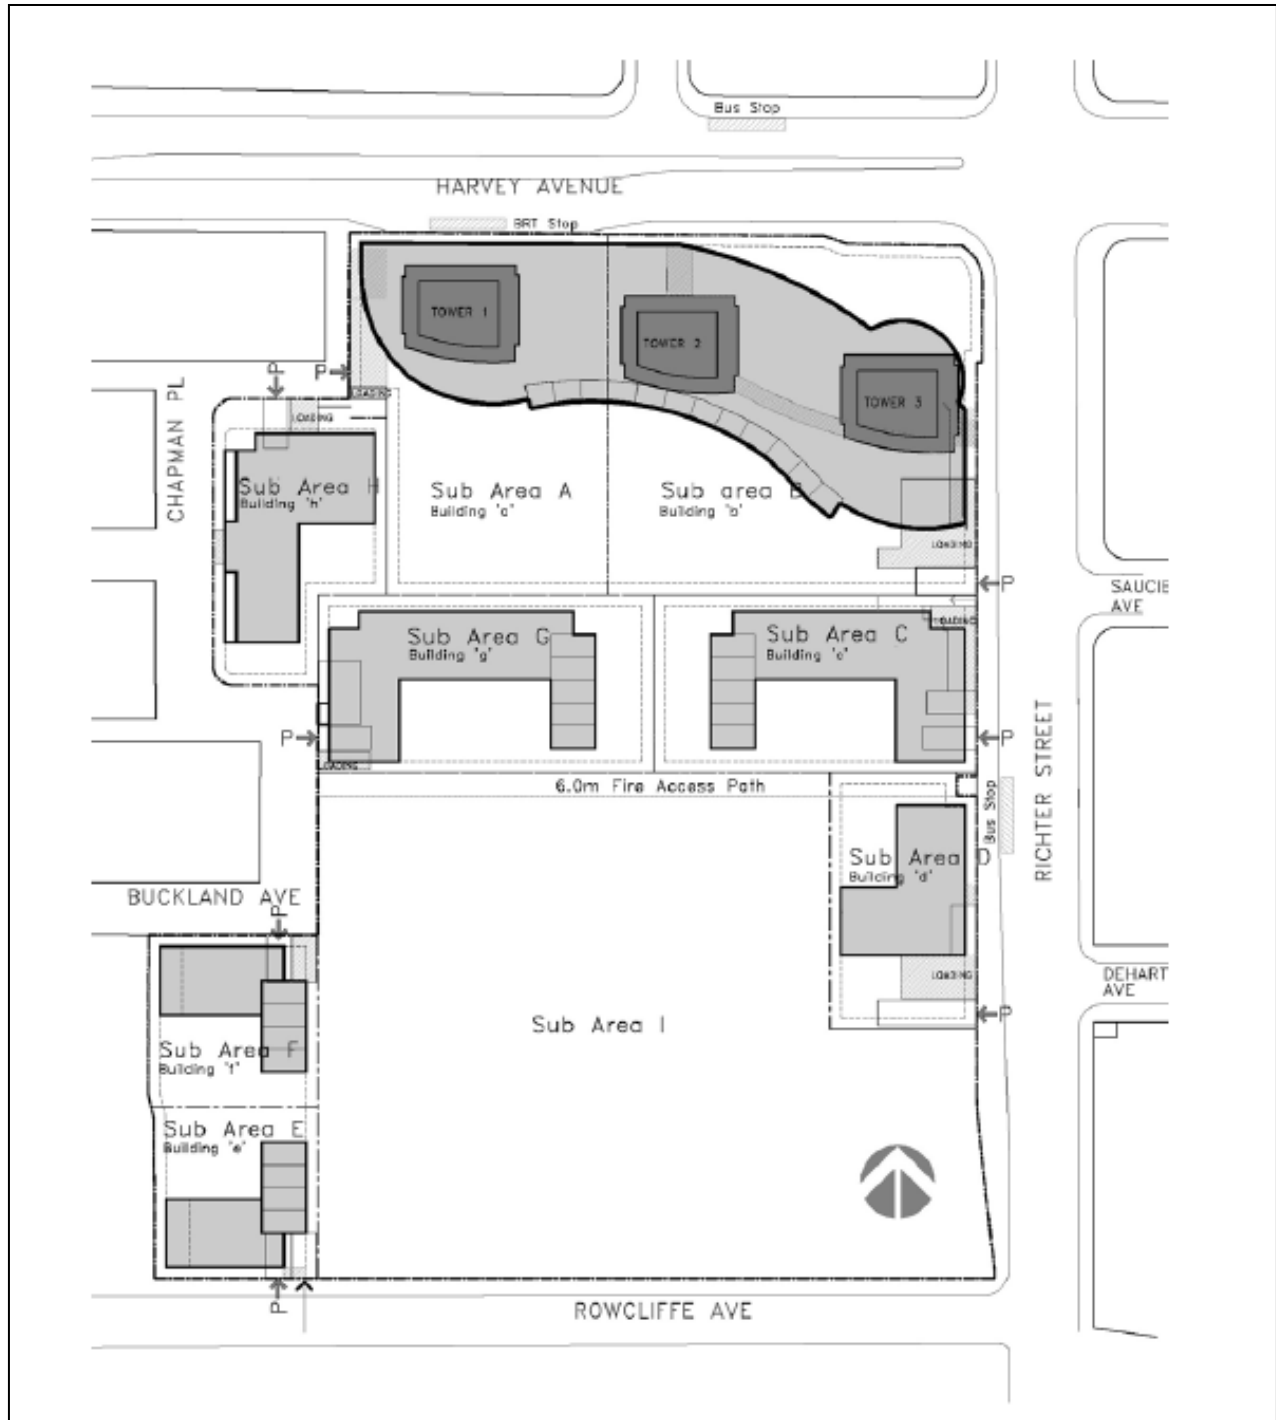 Bus Stop
HARVEY AVENUE
BRT Stop
TOWER 1
TOWER 2
TOWER 3
P
P
LOADING
LOADING
CHAPMAN PL
Sub Area H
Building 'h'
Sub Area A
Building 'a'
Sub area B
Building 'b'
LOADING
P
SAUCIE
AVE
LOADING
Sub Area G
Building 'g'
Sub Area C
Building 'c'
P
P
LOADING
6.0m Fire Access Path
Bus Stop
RICHTER STREET
Sub Area D
Building 'd'
BUCKLAND AVE
P
LOADING
DEHART
AVE
P
Sub Area I
Sub Area F
Building 'f'
Sub Area E
Building 'e'
P
ROWCLIFFE AVE